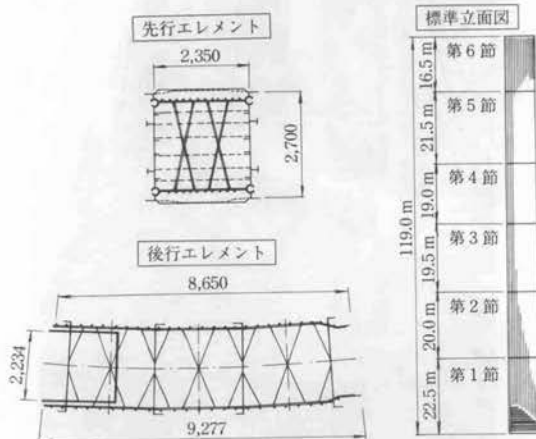 先行エレメント
2,350
2,700
後行エレメント
8,650
2,234
9,277
標準立面図
119.0 m
16.5 m
第6節
21.5 m
第5節
19.0 m
第4節
19.5 m
第3節
20.0 m
第2節
22.5 m
第1節